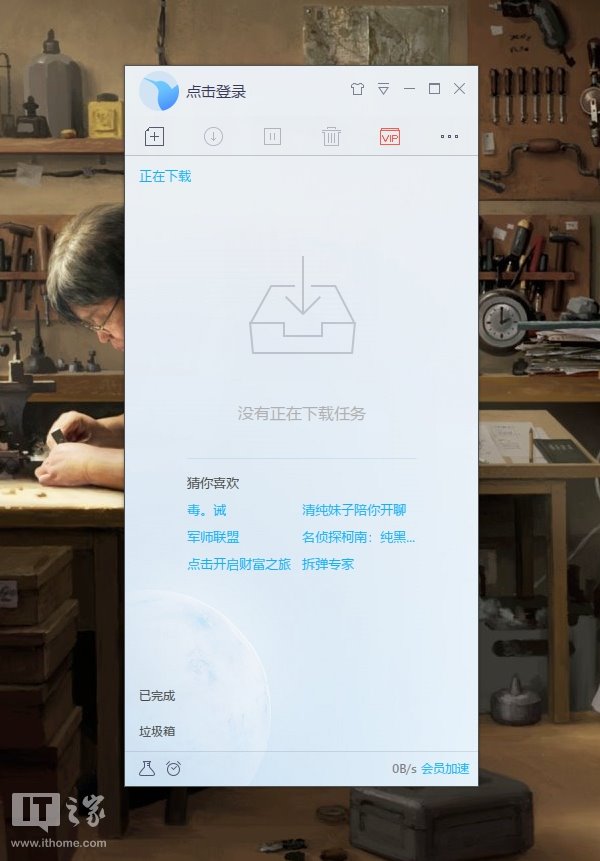 点击登录
VIP
正在下载
没有正在下载任务
猜你喜欢
毒。诫 清纯妹子陪你开聊
军师联盟 名侦探柯南：纯黑...
点击开启财富之旅 拆弹专家
已完成
垃圾箱
0B/s 会员加速
IT之家
www.ithome.com